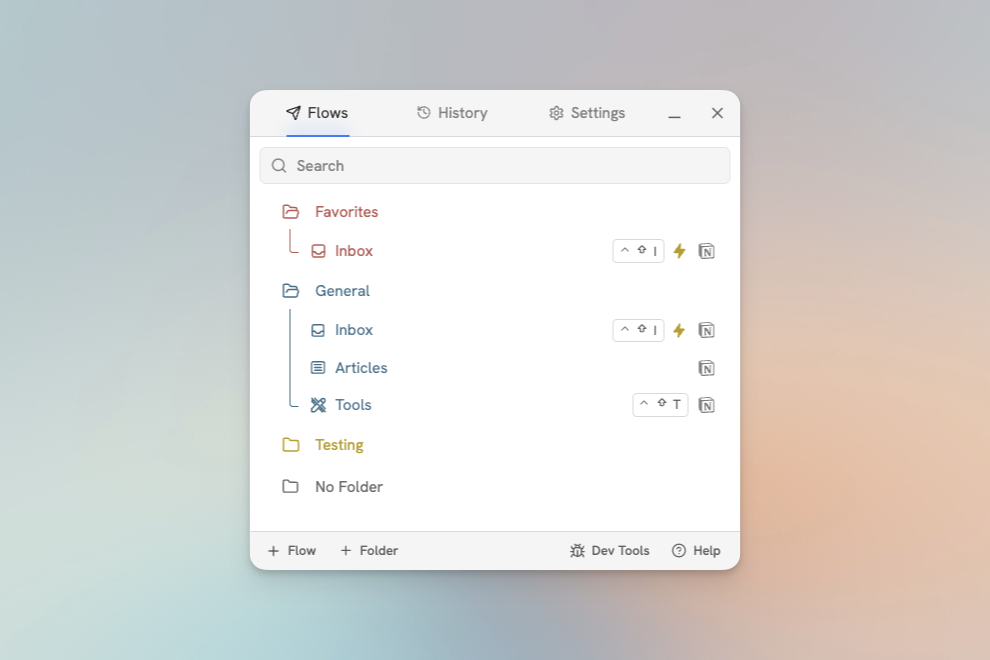 Flows History Settings
Search
Favorites
Inbox ^ ⇧ I N
General
Inbox ^ ⇧ I N
Articles N
Tools ^ ⇧ T N
Testing
No Folder
+ Flow + Folder Dev Tools Help